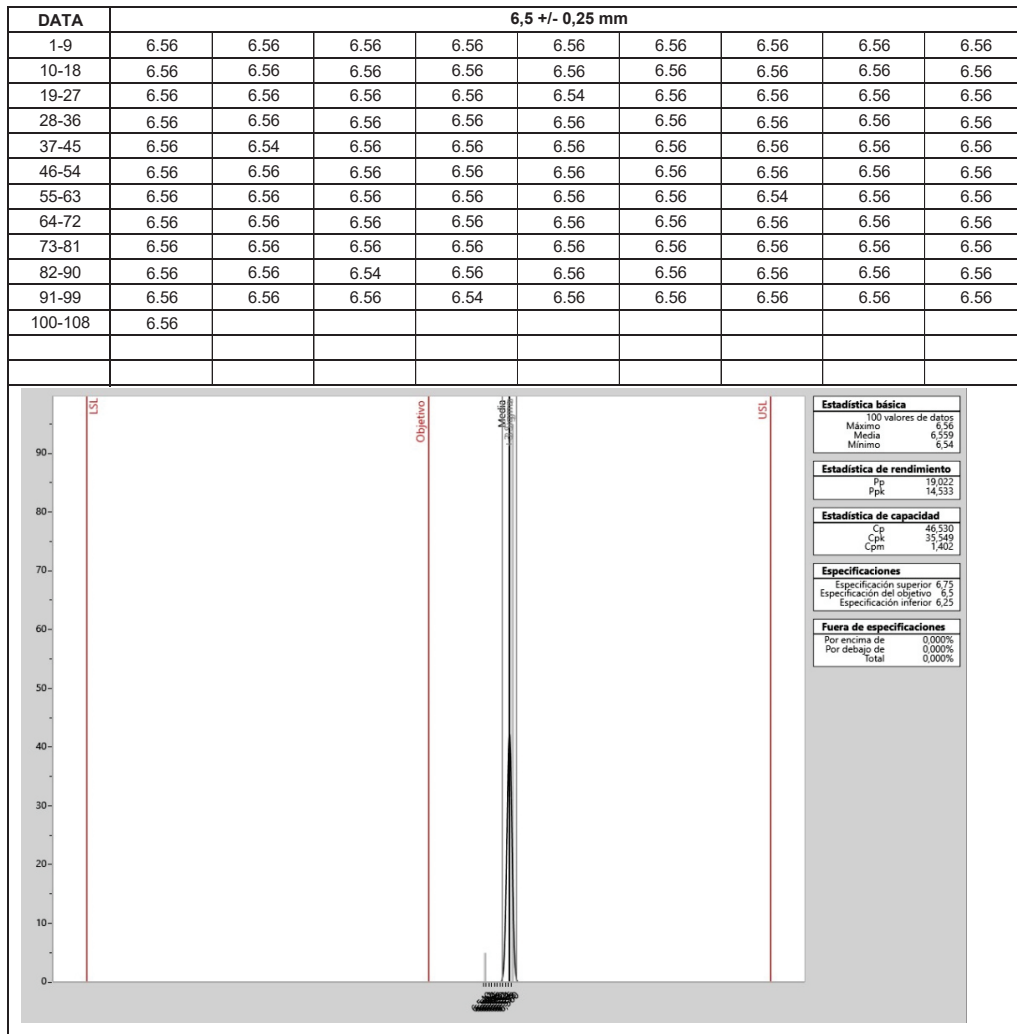 DATA 6,5 +/- 0,25 mm
1-9 6.56 6.56 6.56 6.56 6.56 6.56 6.56 6.56 6.56
10-18 6.56 6.56 6.56 6.56 6.56 6.56 6.56 6.56 6.56
19-27 6.56 6.56 6.56 6.56 6.54 6.56 6.56 6.56 6.56
28-36 6.56 6.56 6.56 6.56 6.56 6.56 6.56 6.56 6.56
37-45 6.56 6.54 6.56 6.56 6.56 6.56 6.56 6.56 6.56
46-54 6.56 6.56 6.56 6.56 6.56 6.56 6.56 6.56 6.56
55-63 6.56 6.56 6.56 6.56 6.56 6.56 6.54 6.56 6.56
64-72 6.56 6.56 6.56 6.56 6.56 6.56 6.56 6.56 6.56
73-81 6.56 6.56 6.56 6.56 6.56 6.56 6.56 6.56 6.56
82-90 6.56 6.56 6.54 6.56 6.56 6.56 6.56 6.56 6.56
91-99 6.56 6.56 6.56 6.54 6.56 6.56 6.56 6.56 6.56
100-108 6.56
LSL
Objetivo
Media
USL
90
80
70
60
50
40
30
20
10
0
Estadística básica
100 valores de datos
Máximo 6,56
Media 6,559
Mínimo 6,54
Estadística de rendimiento
Pp 19,022
Ppk 14,533
Estadística de capacidad
Cp 46,530
Cpk 35,549
Cpm 1,402
Especificaciones
Especificación superior 6,75
Especificación del objetivo 6,5
Especificación inferior 6,25
Fuera de especificaciones
Por encima de 0,000%
Por debajo de 0,000%
Total 0,000%